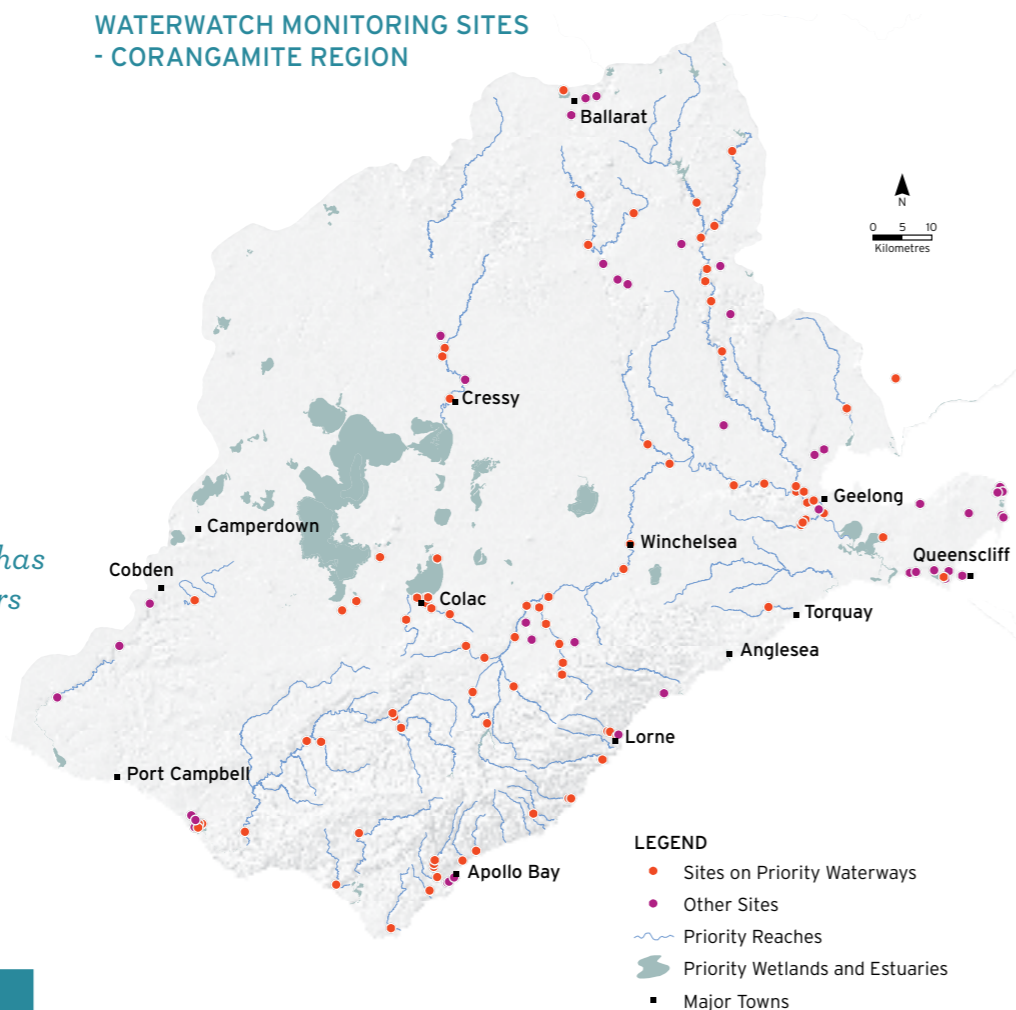 WATERWATCH MONITORING SITES
- CORANGAMITE REGION
Ballarat
N
0 5 10
Kilometres
Cressy
Geelong
Camperdown
Winchelsea
Queenscliff
has
Cobden
rs
Colac
Torquay
Anglesea
Lorne
Port Campbell
Apollo Bay
LEGEND
Sites on Priority Waterways
Other Sites
Priority Reaches
Priority Wetlands and Estuaries
Major Towns